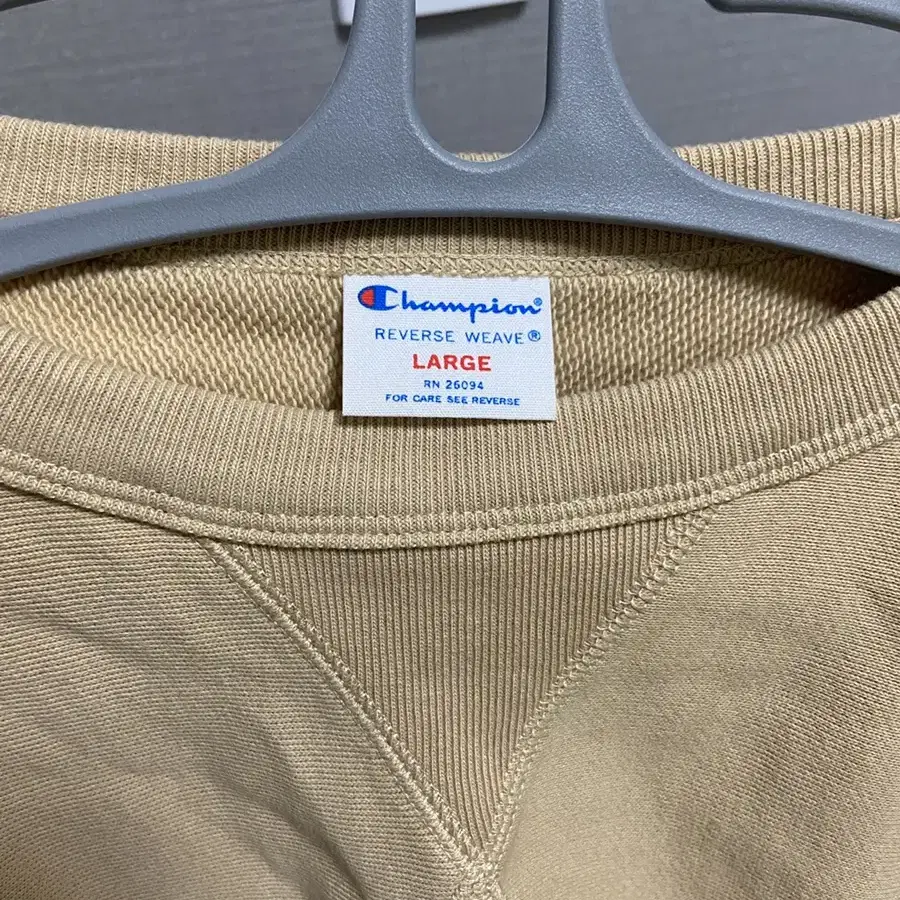 Champion®
REVERSE WEAVE®
LARGE
RN 26094
FOR CARE SEE REVERSE